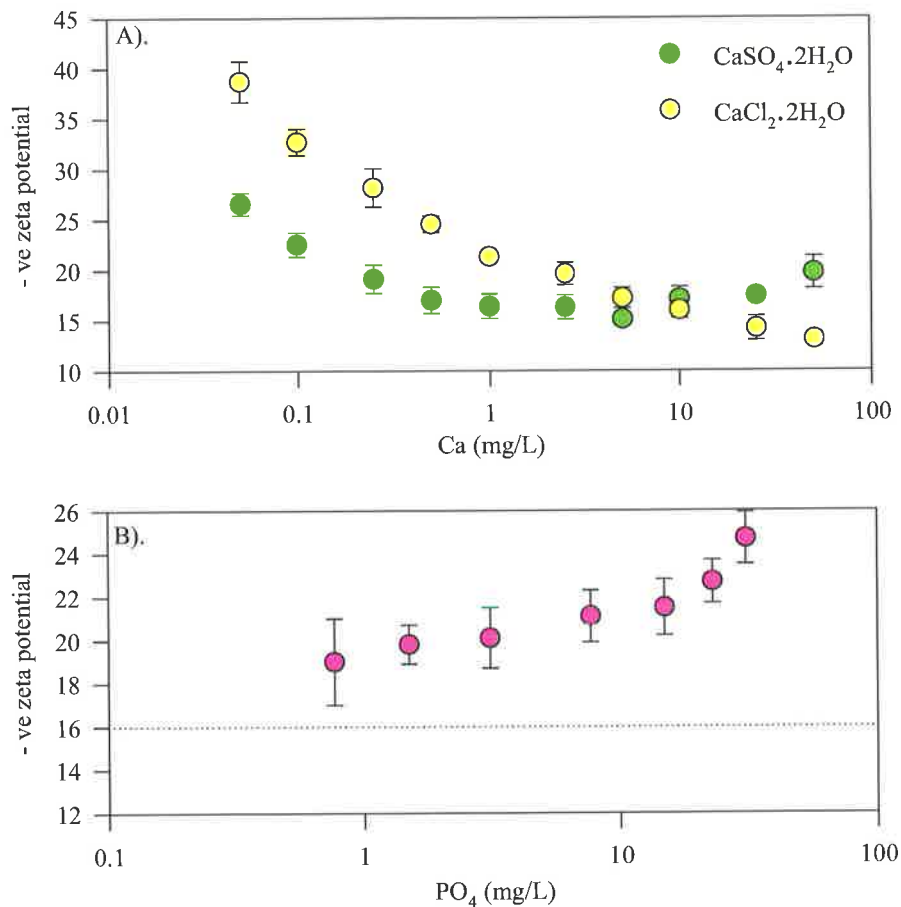 45
A).
CaSO₄.2H₂O
40
CaCl₂.2H₂O
35
30
25
20
15
10
- ve zeta potential
0.01 0.1 1 10 100
Ca (mg/L)
26
B).
24
22
20
18
16
14
12
- ve zeta potential
0.1 1 10 100
PO₄ (mg/L)